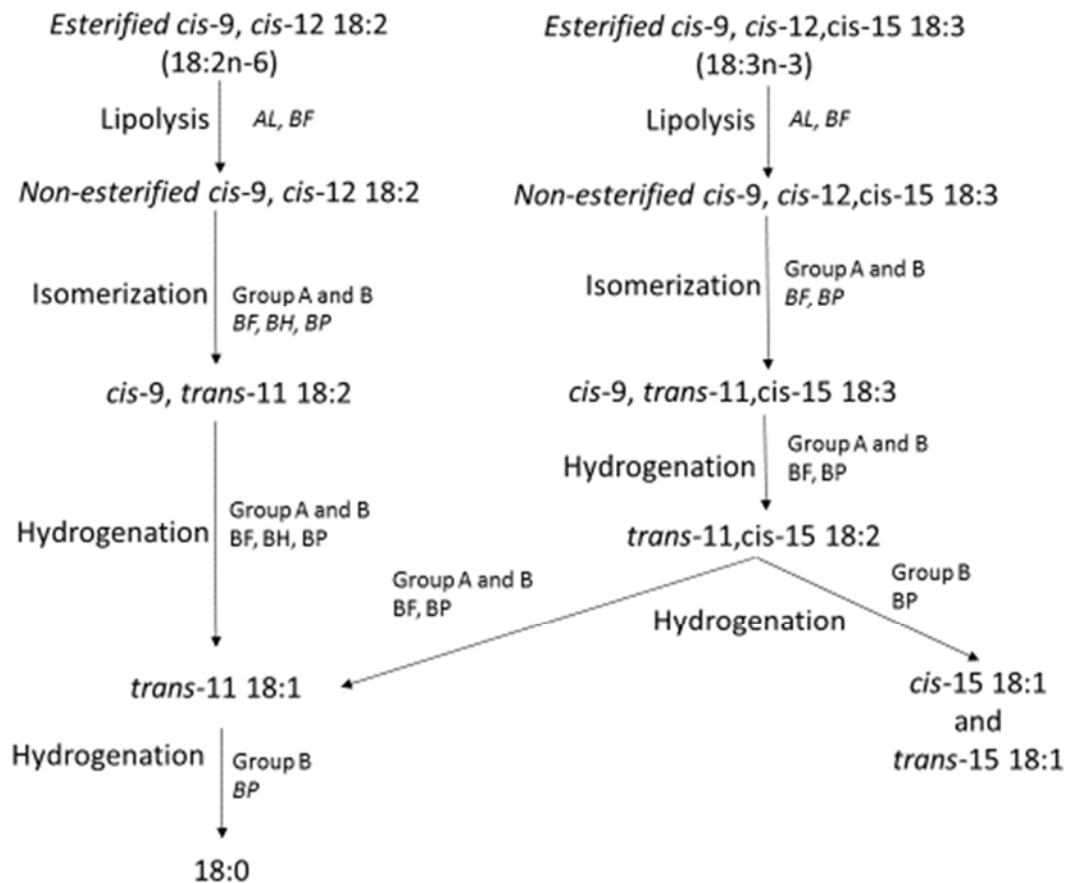 Esterified cis-9, cis-12 18:2
(18:2n-6)
Lipolysis
AL, BF
Non-esterified cis-9, cis-12 18:2
Isomerization
Group A and B
BF, BH, BP
cis-9, trans-11 18:2
Hydrogenation
Group A and B
BF, BH, BP
trans-11 18:1
Hydrogenation
Group B
BP
18:0
Esterified cis-9, cis-12,cis-15 18:3
(18:3n-3)
Lipolysis
AL, BF
Non-esterified cis-9, cis-12,cis-15 18:3
Isomerization
Group A and B
BF, BP
cis-9, trans-11,cis-15 18:3
Hydrogenation
Group A and B
BF, BP
trans-11,cis-15 18:2
Group A and B
BF, BP
Hydrogenation
Group B
BP
cis-15 18:1
and
trans-15 18:1